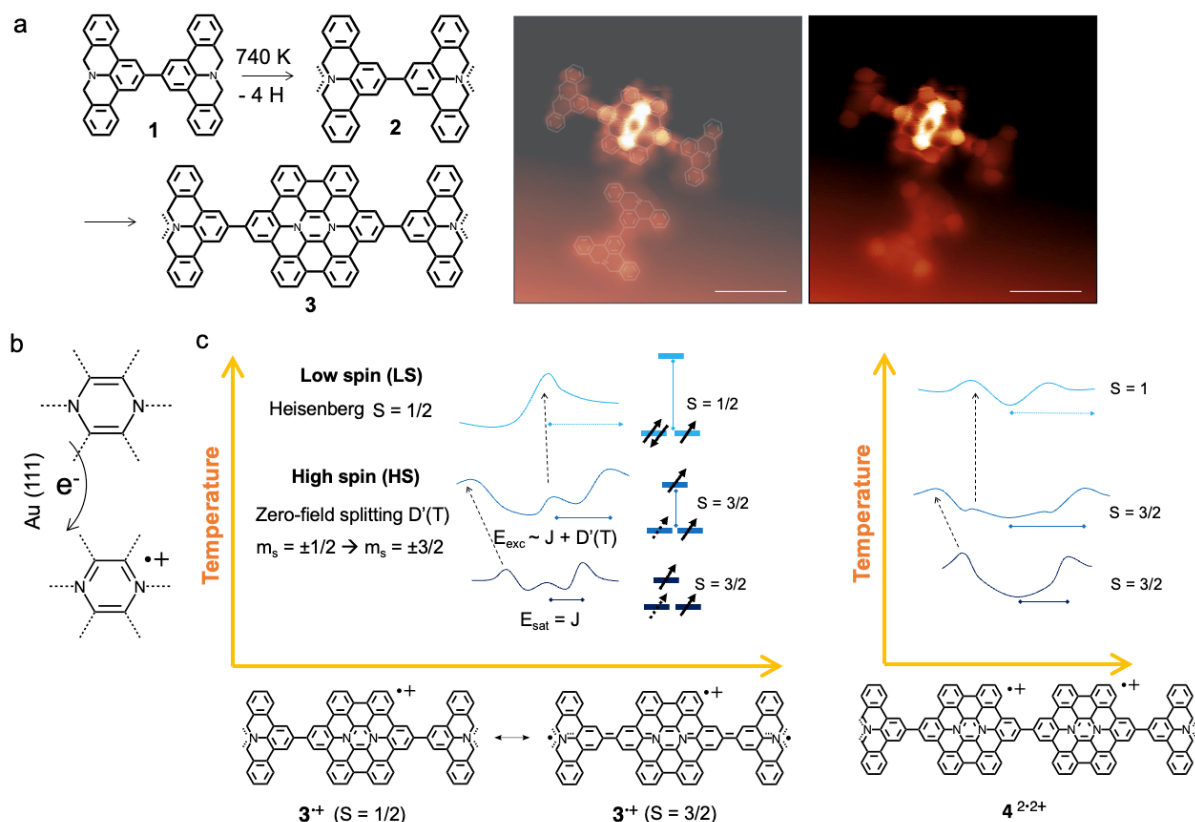 a
740 K
- 4 H
1
2
3
N
N
N
N
N
N
N
N
b
Au (111)
e-
N
N
N
N
•+
c
Temperature
Low spin (LS)
Heisenberg S = 1/2
S = 1/2
High spin (HS)
Zero-field splitting D'(T)
mₛ = ±1/2 → mₛ = ±3/2
Eₑₓ꜀ ~ J + D'(T)
S = 3/2
Eₛₐₜ = J
S = 3/2
Temperature
S = 1
S = 3/2
S = 3/2
•+
N
N
N
N
3•+ (S = 1/2)
•+
N
N
N
N
3•+ (S = 3/2)
•+
•+
N
N
N
N
N
N
4 2•2+